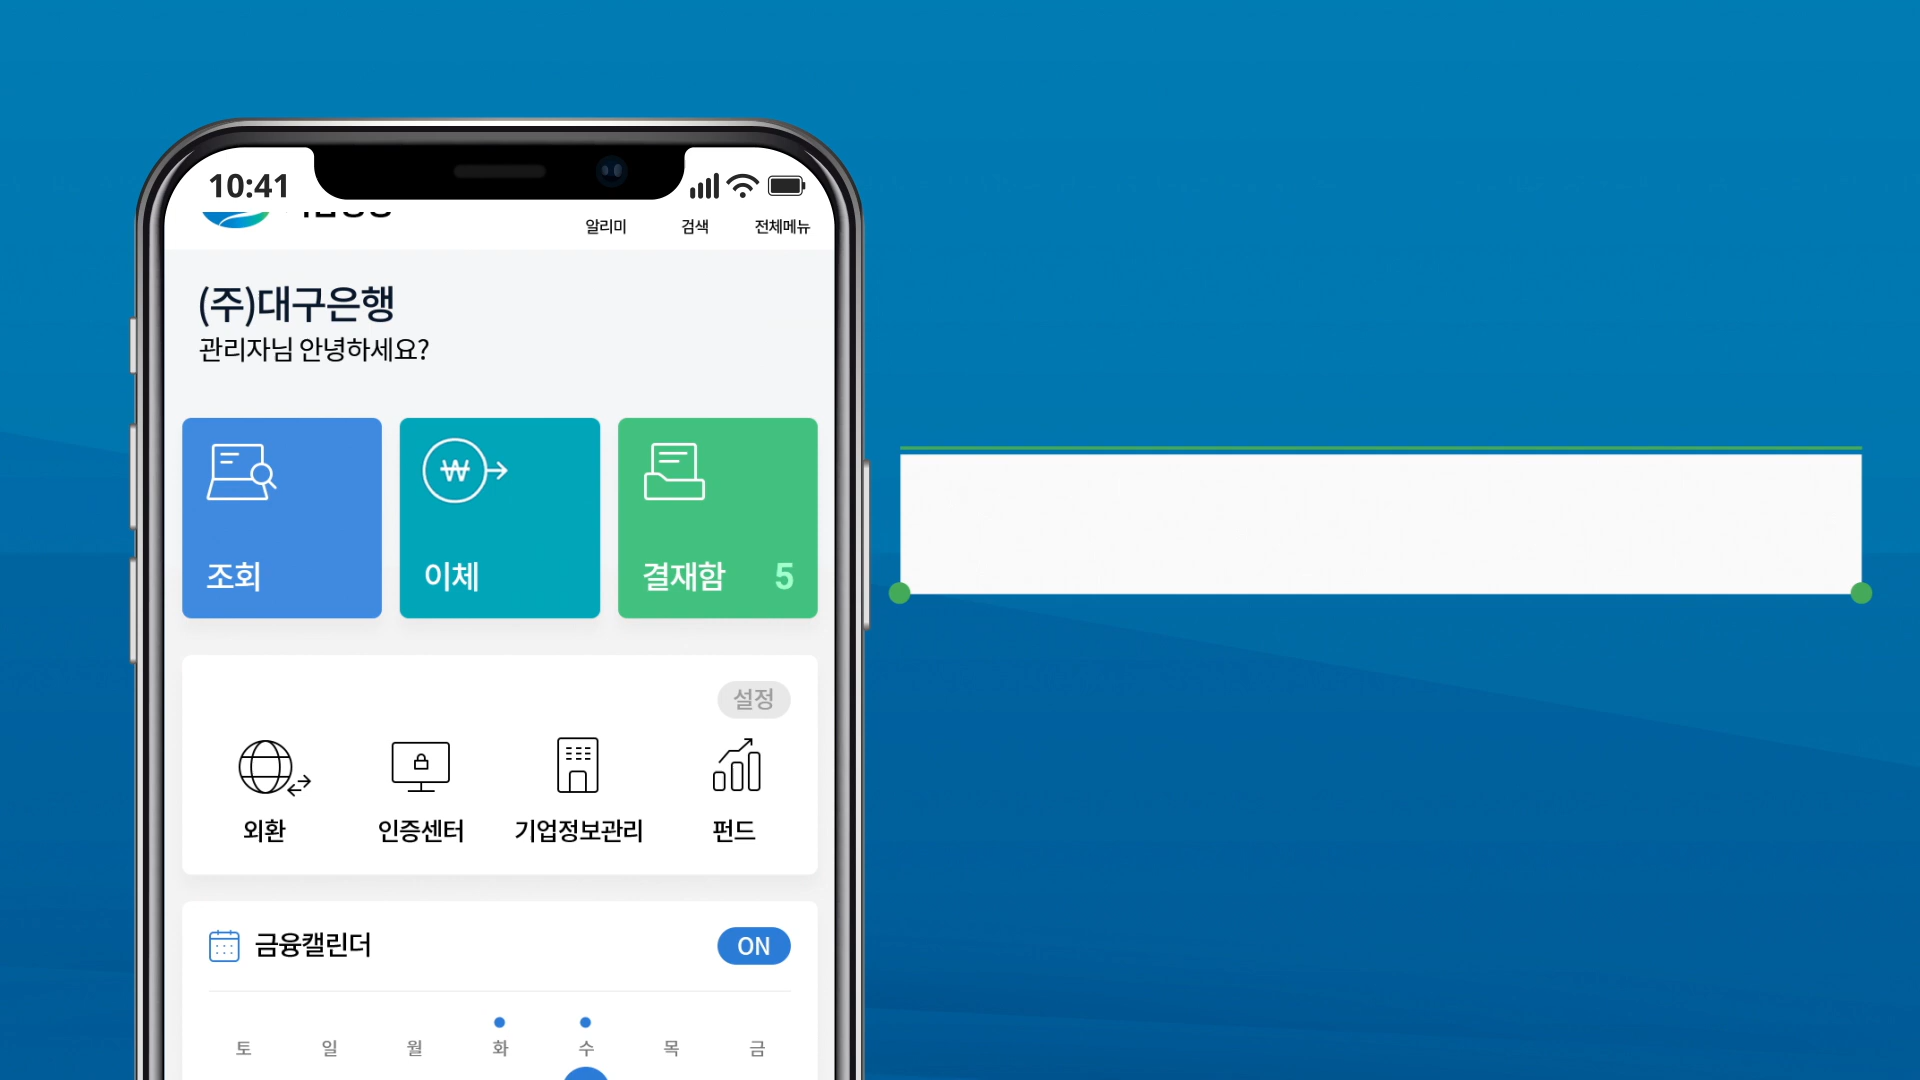 10:41
알리미 검색 전체메뉴
(주)대구은행
관리자님 안녕하세요?
조회 이체 결재함 5
설정
외환 인증센터 기업정보관리 펀드
금융캘린더 ON
토 일 월 화 수 목 금